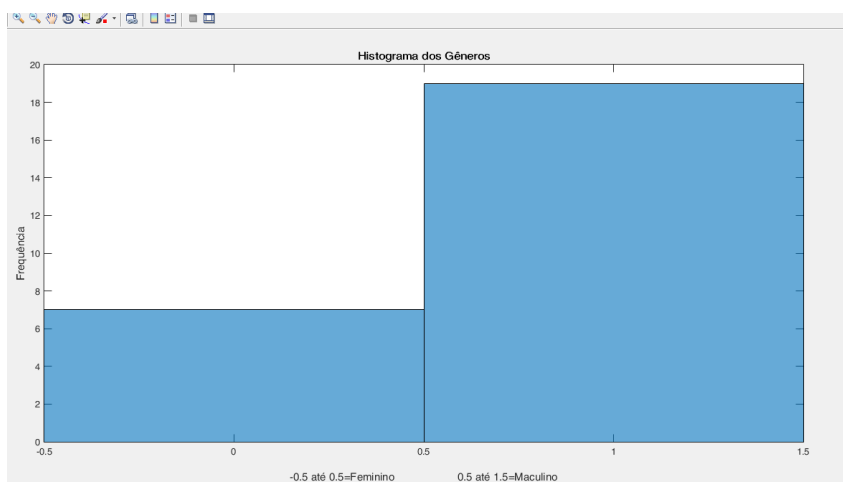 Histograma dos Gêneros
20
18
16
14
12
10
8
6
4
2
0
Frequência
-0.5 0 0.5 1 1.5
-0.5 até 0.5=Feminino 0.5 até 1.5=Maculino